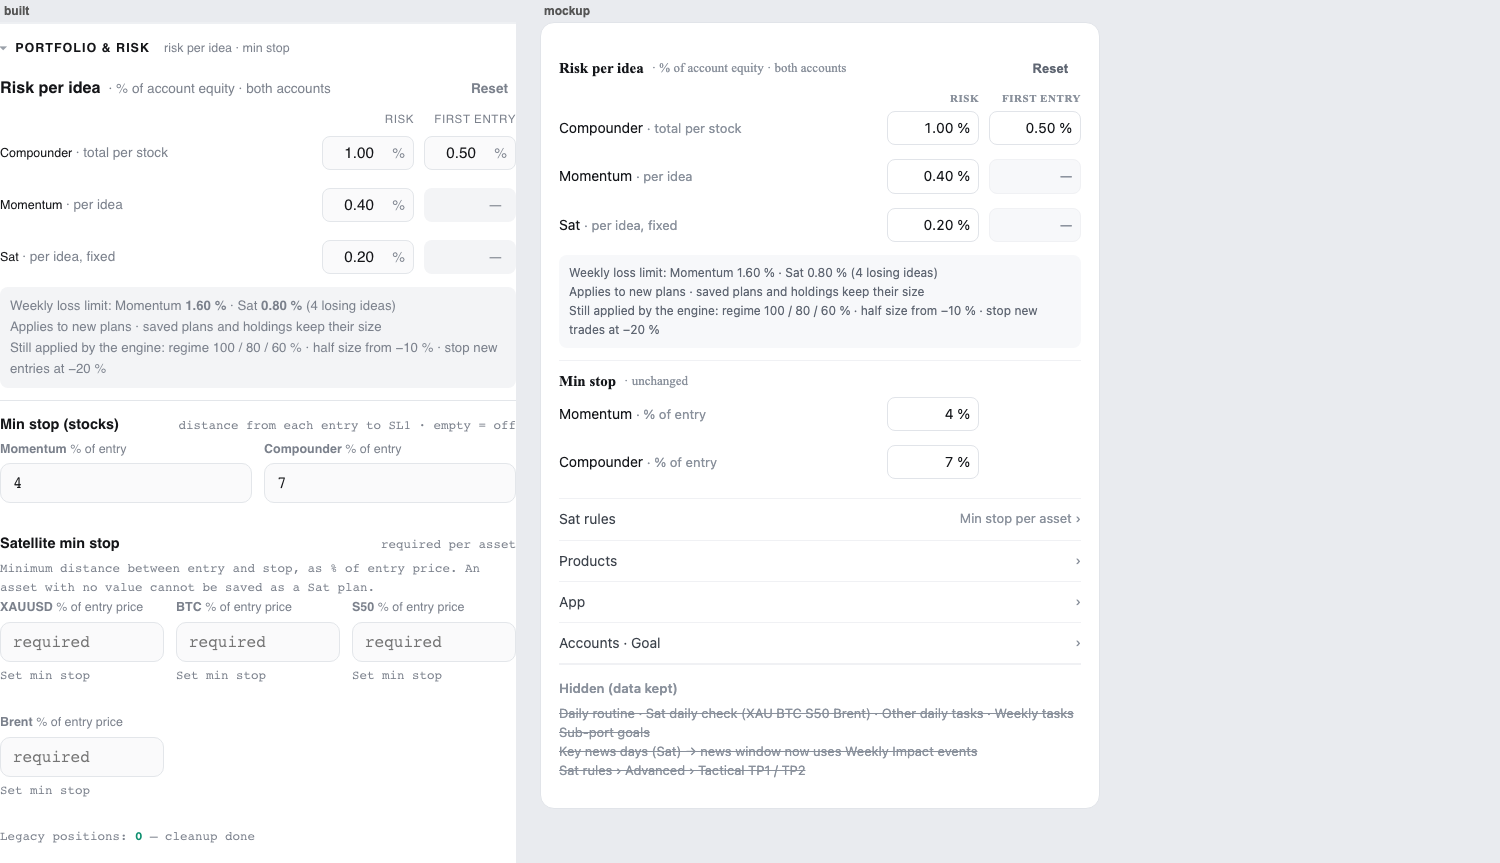 built
PORTFOLIO & RISK risk per idea · min stop
Risk per idea · % of account equity · both accounts Reset
RISK FIRST ENTRY
Compounder · total per stock 1.00 % 0.50 %
Momentum · per idea 0.40 % —
Sat · per idea, fixed 0.20 % —
Weekly loss limit: Momentum 1.60 % · Sat 0.80 % (4 losing ideas)
Applies to new plans · saved plans and holdings keep their size
Still applied by the engine: regime 100 / 80 / 60 % · half size from −10 % · stop new
entries at −20 %
Min stop (stocks) distance from each entry to SL1 · empty = off
Momentum % of entry Compounder % of entry
4 7
Satellite min stop required per asset
Minimum distance between entry and stop, as % of entry price. An
asset with no value cannot be saved as a Sat plan.
XAUUSD % of entry price BTC % of entry price S50 % of entry price
required required required
Set min stop Set min stop Set min stop
Brent % of entry price
required
Set min stop
Legacy positions: 0 — cleanup done
mockup
Risk per idea · % of account equity · both accounts Reset
RISK FIRST ENTRY
Compounder · total per stock 1.00 % 0.50 %
Momentum · per idea 0.40 % —
Sat · per idea, fixed 0.20 % —
Weekly loss limit: Momentum 1.60 % · Sat 0.80 % (4 losing ideas)
Applies to new plans · saved plans and holdings keep their size
Still applied by the engine: regime 100 / 80 / 60 % · half size from −10 % · stop new
trades at −20 %
Min stop · unchanged
Momentum · % of entry 4 %
Compounder · % of entry 7 %
Sat rules Min stop per asset ›
Products ›
App ›
Accounts · Goal ›
Hidden (data kept)
Daily routine · Sat daily check (XAU BTC S50 Brent) · Other daily tasks · Weekly tasks
Sub-port goals
Key news days (Sat) → news window now uses Weekly Impact events
Sat rules › Advanced › Tactical TP1 / TP2